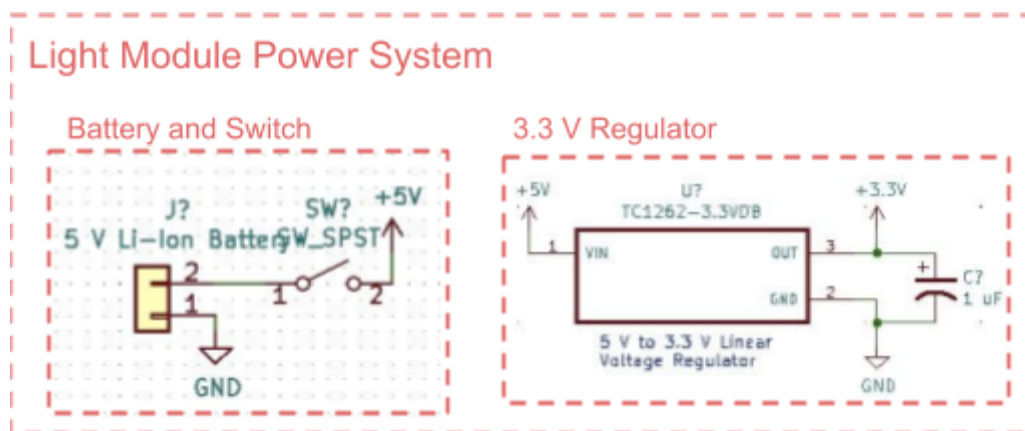 Light Module Power System
Battery and Switch
J?
5 V Li-Ion Battery
SW?
SW_SPST
+5V
2
1
1
2
GND
3.3 V Regulator
+5V
U?
TC1262-3.3VDB
+3.3V
1
VIN
OUT
3
GND
2
+
C?
1 uF
5 V to 3.3 V Linear
Voltage Regulator
GND